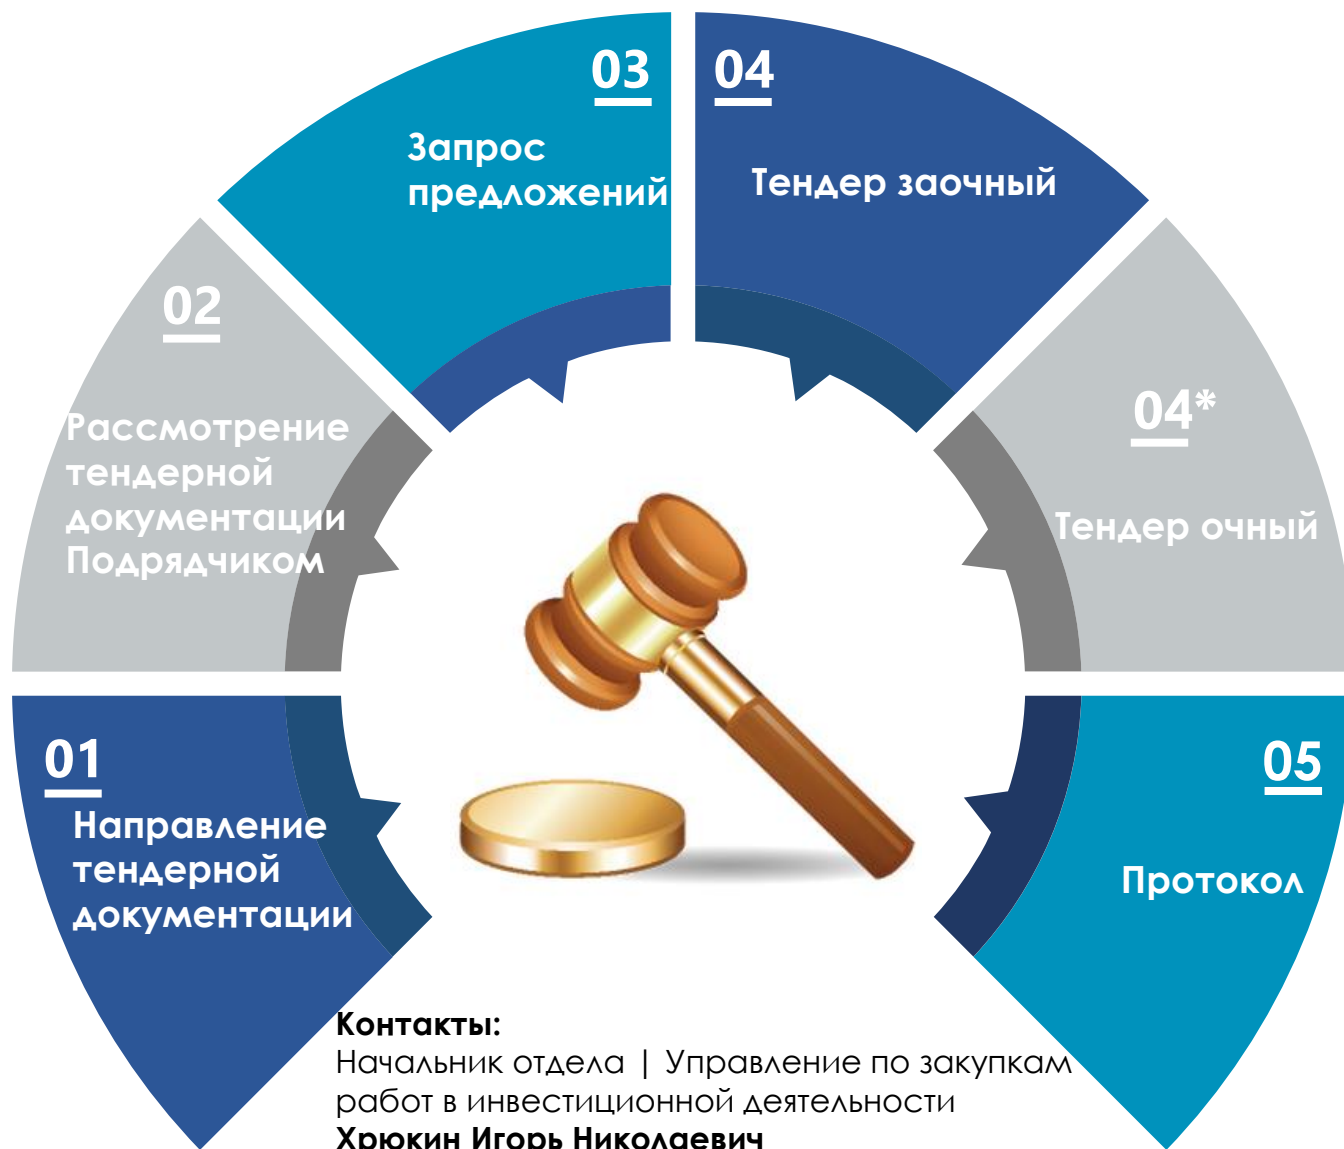 01
Направление
тендерной
документации
02
Рассмотрение
тендерной
документации
Подрядчиком
03
Запрос
предложений
04
Тендер заочный
04*
Тендер очный
05
Протокол
Контакты:
Начальник отдела | Управление по закупкам
работ в инвестиционной деятельности
Хрюкин Игорь Николаевич